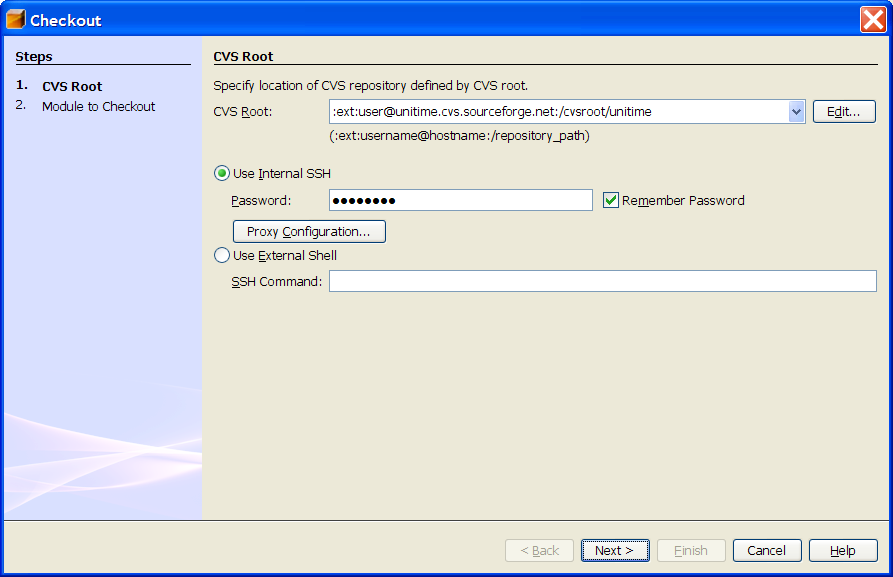 Checkout
Steps
1. CVS Root
2. Module to Checkout
CVS Root
Specify location of CVS repository defined by CVS root.
CVS Root: :ext:user@unitime.cvs.sourceforge.net:/cvsroot/unitime Edit...
(:ext:username@hostname:/repository_path)
Use Internal SSH
Password: ●●●●●●●● Remember Password
Proxy Configuration...
Use External Shell
SSH Command:
< Back Next > Finish Cancel Help